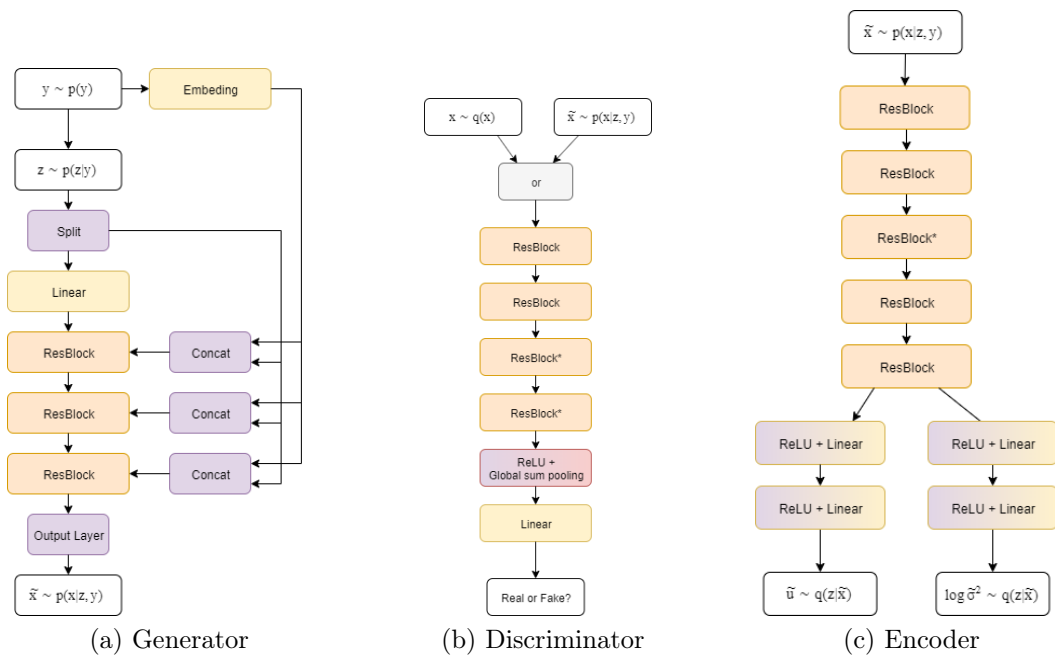 y ~ p(y)
Embeding
z ~ p(z|y)
Split
Linear
ResBlock
Concat
ResBlock
Concat
ResBlock
Concat
Output Layer
x̃ ~ p(x|z, y)
(a) Generator
x ~ q(x)
x̃ ~ p(x|z, y)
or
ResBlock
ResBlock
ResBlock*
ResBlock*
ReLU +
Global sum pooling
Linear
Real or Fake?
(b) Discriminator
x̃ ~ p(x|z, y)
ResBlock
ResBlock
ResBlock*
ResBlock
ResBlock
ReLU + Linear
ReLU + Linear
ReLU + Linear
ReLU + Linear
ũ ~ q(z|x̃)
log σ̃² ~ q(z|x̃)
(c) Encoder